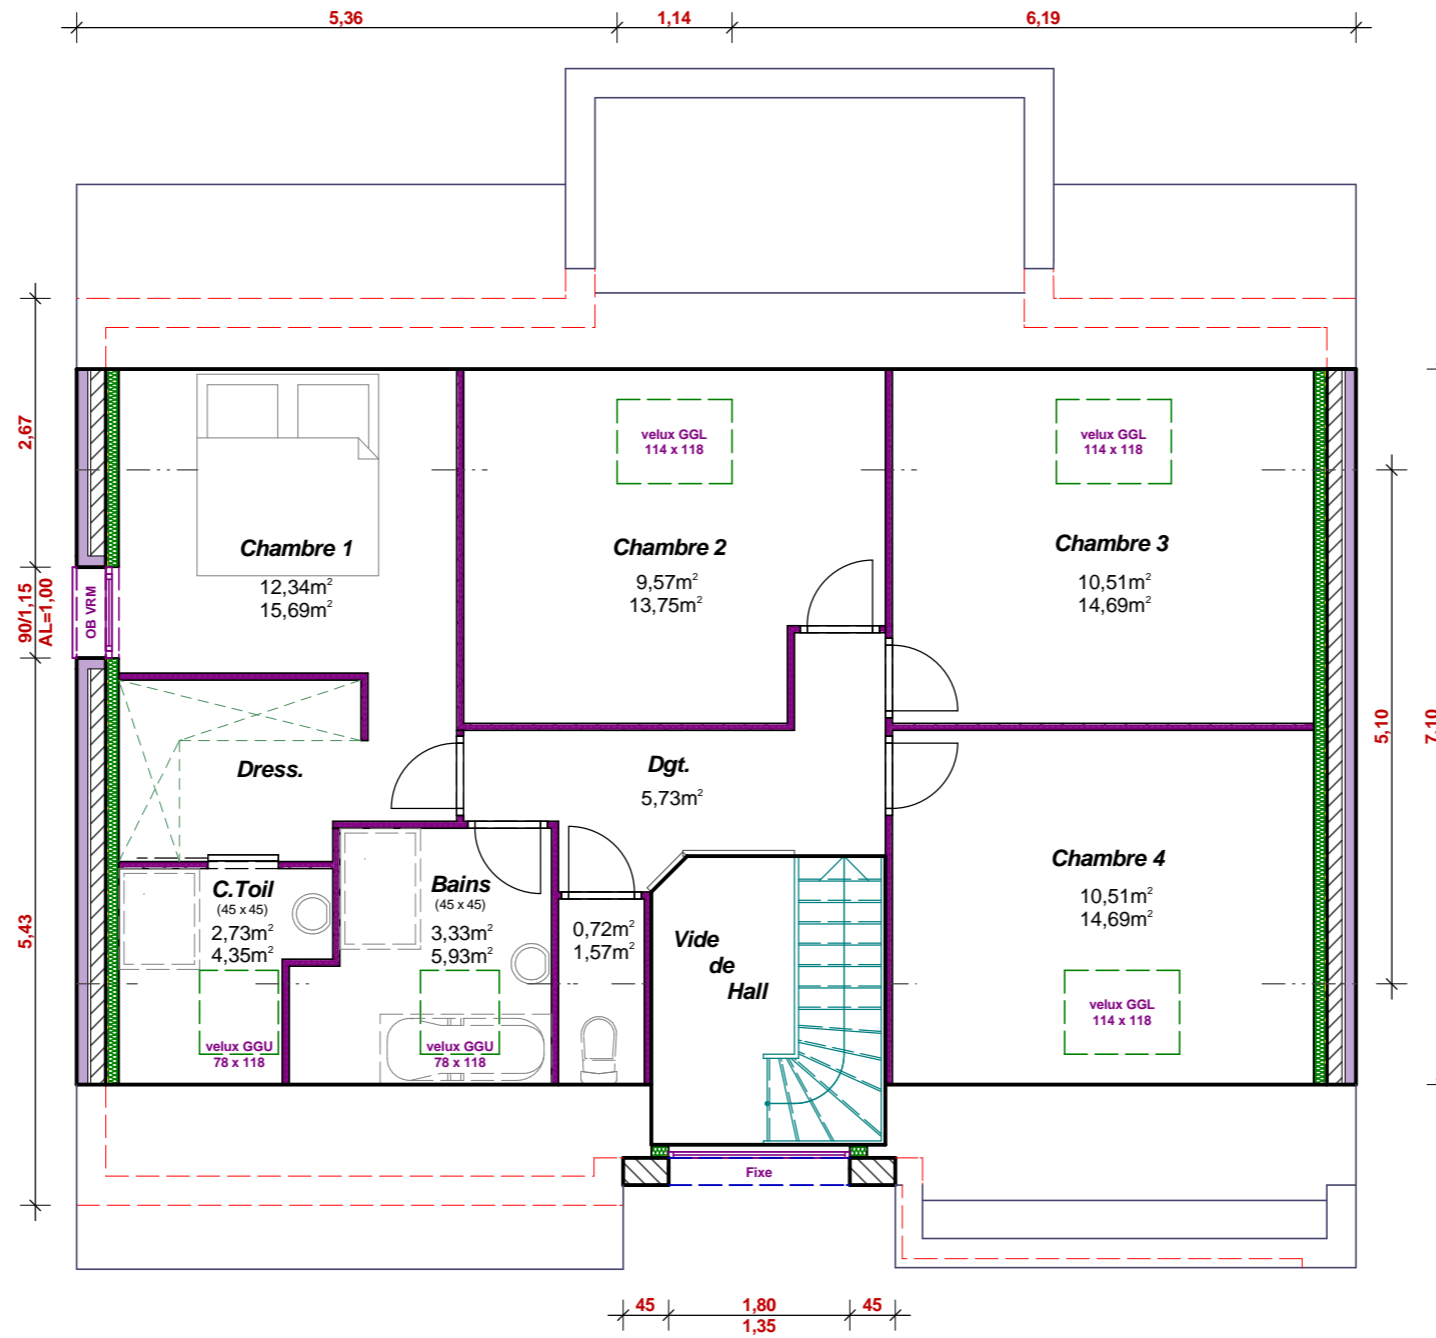 5,36
1,14
6,19
velux GGL
114 x 118
velux GGL
114 x 118
2,67
Chambre 1
12,34m²
15,69m²
Chambre 2
9,57m²
13,75m²
Chambre 3
10,51m²
14,69m²
90/1,15
AL=1,00
OB VRM
5,10
7,10
Dress.
Dgt.
5,73m²
C.Toil
(45 x 45)
2,73m²
4,35m²
Bains
(45 x 45)
3,33m²
5,93m²
0,72m²
1,57m²
Vide
de
Hall
Chambre 4
10,51m²
14,69m²
5,43
velux GGU
78 x 118
velux GGU
78 x 118
velux GGL
114 x 118
Fixe
45
1,80
45
1,35